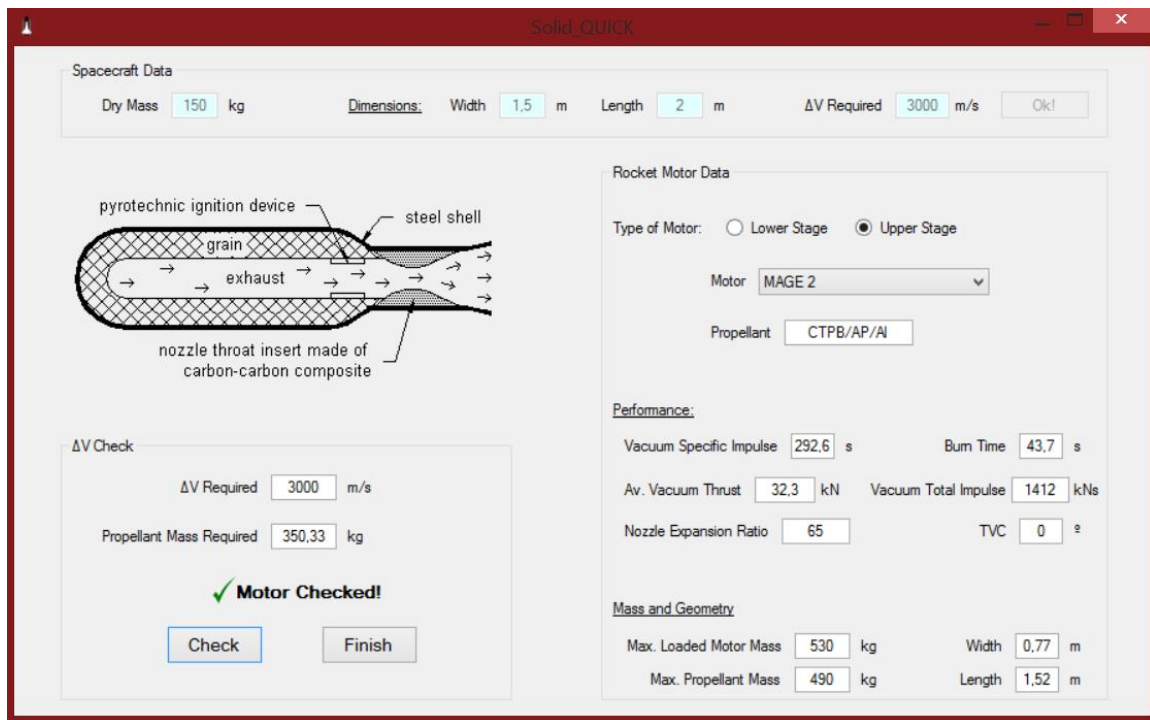 Solid_QUICK
Spacecraft Data
Dry Mass 150 kg Dimensions: Width 1,5 m Length 2 m ΔV Required 3000 m/s Ok!
pyrotechnic ignition device
steel shell
grain
exhaust
nozzle throat insert made of
carbon-carbon composite
ΔV Check
ΔV Required 3000 m/s
Propellant Mass Required 350,33 kg
Motor Checked!
Check Finish
Rocket Motor Data
Type of Motor: Lower Stage Upper Stage
Motor MAGE 2
Propellant CTPB/AP/Al
Performance:
Vacuum Specific Impulse 292,6 s Burn Time 43,7 s
Av. Vacuum Thrust 32,3 kN Vacuum Total Impulse 1412 kNs
Nozzle Expansion Ratio 65 TVC 0 º
Mass and Geometry
Max. Loaded Motor Mass 530 kg Width 0,77 m
Max. Propellant Mass 490 kg Length 1,52 m